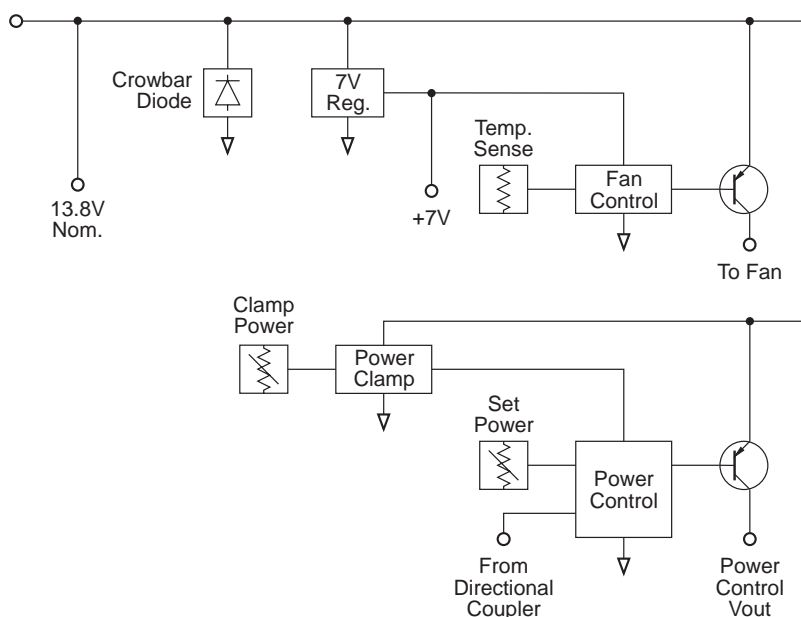 Crowbar
Diode
7V
Reg.
Temp.
Sense
Fan
Control
13.8V
Nom.
+7V
To Fan
Clamp
Power
Power
Clamp
Set
Power
Power
Control
From
Directional
Coupler
Power
Control
Vout